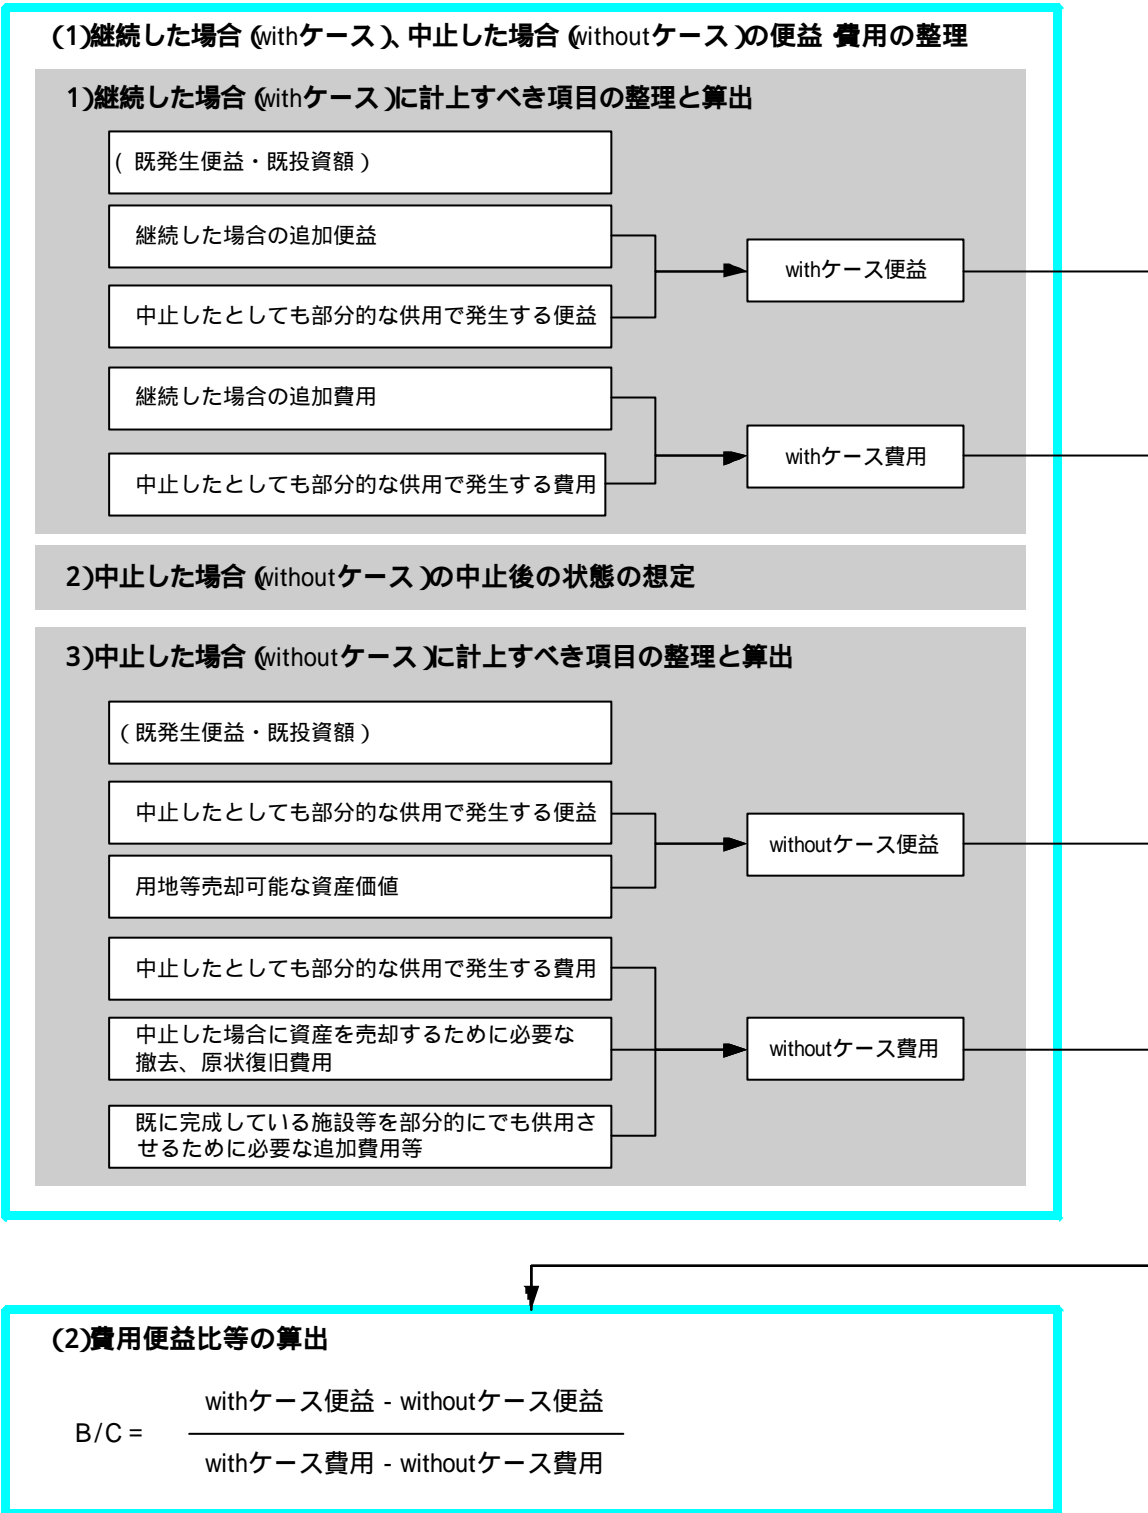 (1)継続した場合(withケース)、中止した場合(withoutケース)の便益 費用の整理
1)継続した場合(withケース)に計上すべき項目の整理と算出
(既発生便益・既投資額)
継続した場合の追加便益
中止したとしても部分的な供用で発生する便益
withケース便益
継続した場合の追加費用
中止したとしても部分的な供用で発生する費用
withケース費用
2)中止した場合(withoutケース)の中止後の状態の想定
3)中止した場合(withoutケース)に計上すべき項目の整理と算出
(既発生便益・既投資額)
中止したとしても部分的な供用で発生する便益
用地等売却可能な資産価値
withoutケース便益
中止したとしても部分的な供用で発生する費用
中止した場合に資産を売却するために必要な
撤去、原状復旧費用
既に完成している施設等を部分的にでも供用さ
せるために必要な追加費用等
withoutケース費用
(2)費用便益比等の算出
withケース便益 - withoutケース便益
B/C =
withケース費用 - withoutケース費用